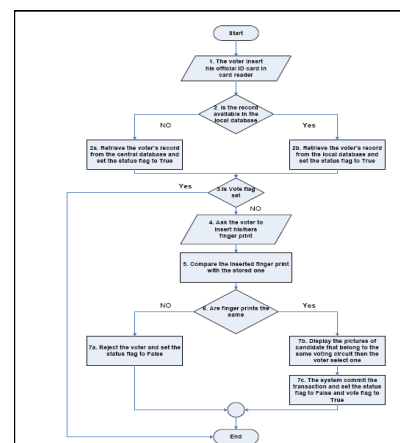 Start
1. The voter insert
his official ID card in
card reader
2. Is the record
available in the
local database
NO
Yes
2a. Retrieve the voter's record
from the central database and
set the status flag to True
2b. Retrieve the voter's record
from the local database and
set the status flag to True
Yes
3.Is Vote flag
set
NO
4. Ask the voter to
insert his/hers
finger print
5. Compare the inserted finger print
with the stored one
NO
6. Are finger prints the
same
Yes
7a. Reject the voter and set the
status flag to False
7b. Display the pictures of
candidate that belong to the
same voting circuit then the
voter select one
7c. The system commit the
transaction and set the status
flag to False and vote flag to
True
End